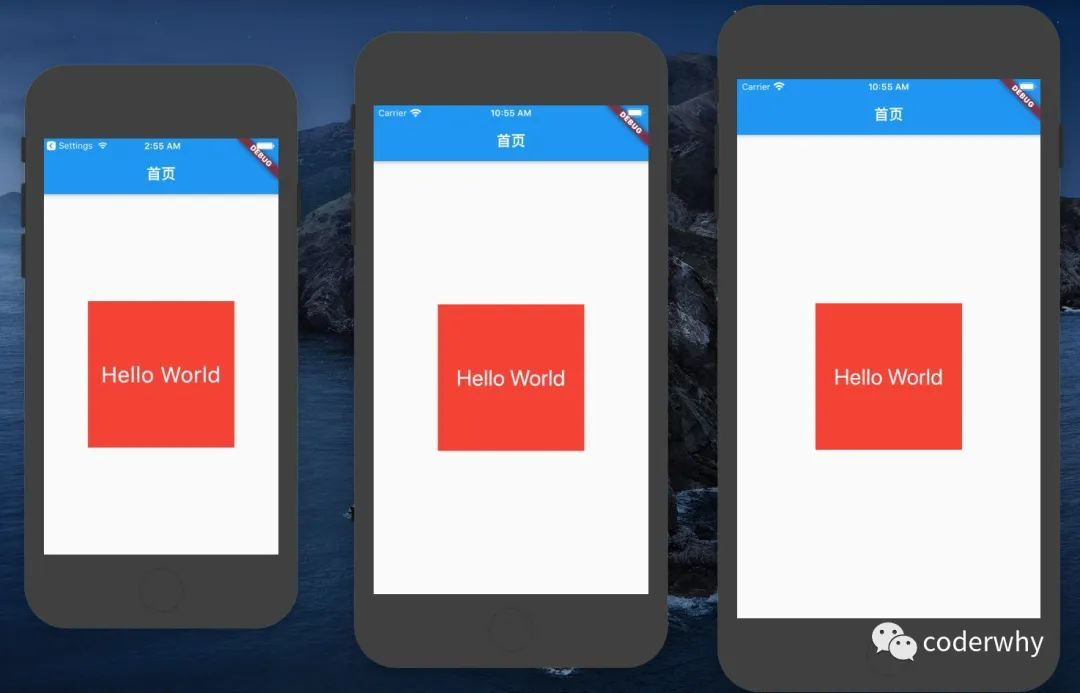 Settings 2:55 AM
DEBUG
首页
Hello World
Carrier 10:55 AM
DEBUG
首页
Hello World
Carrier 10:55 AM
DEBUG
首页
Hello World
coderwhy